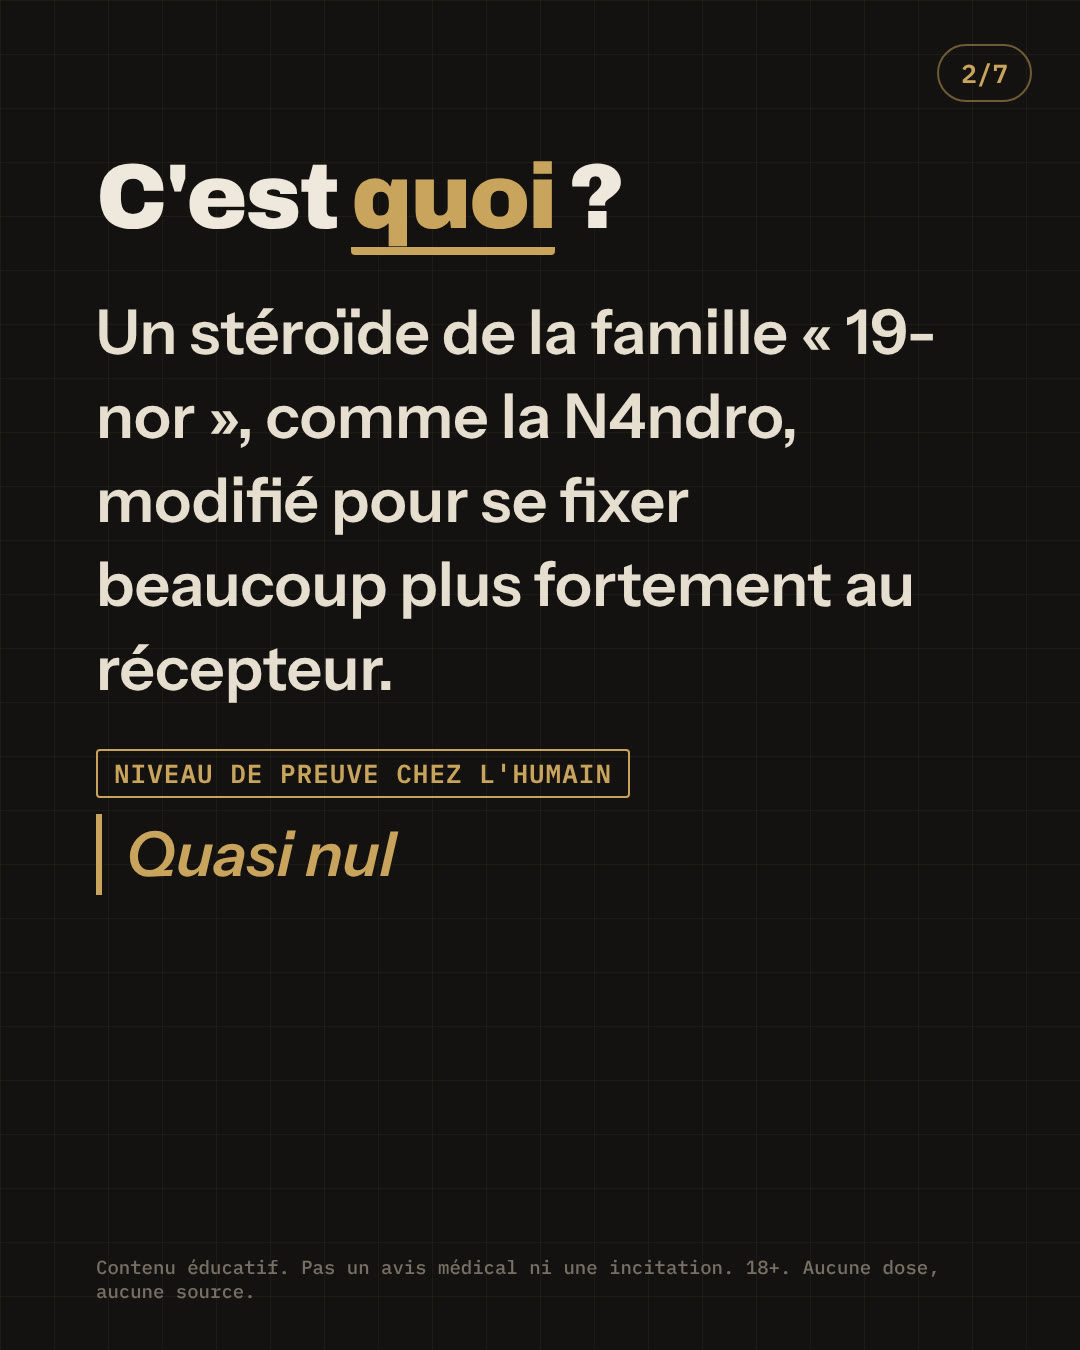 2/7
C'est quoi ?
Un stéroïde de la famille « 19-
nor », comme la N4ndro,
modifié pour se fixer
beaucoup plus fortement au
récepteur.
NIVEAU DE PREUVE CHEZ L'HUMAIN
Quasi nul
Contenu éducatif. Pas un avis médical ni une incitation. 18+. Aucune dose,
aucune source.